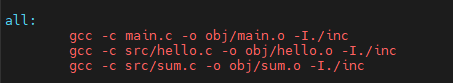 all:
gcc -c main.c -o obj/main.o -I./inc
gcc -c src/hello.c -o obj/hello.o -I./inc
gcc -c src/sum.c -o obj/sum.o -I./inc